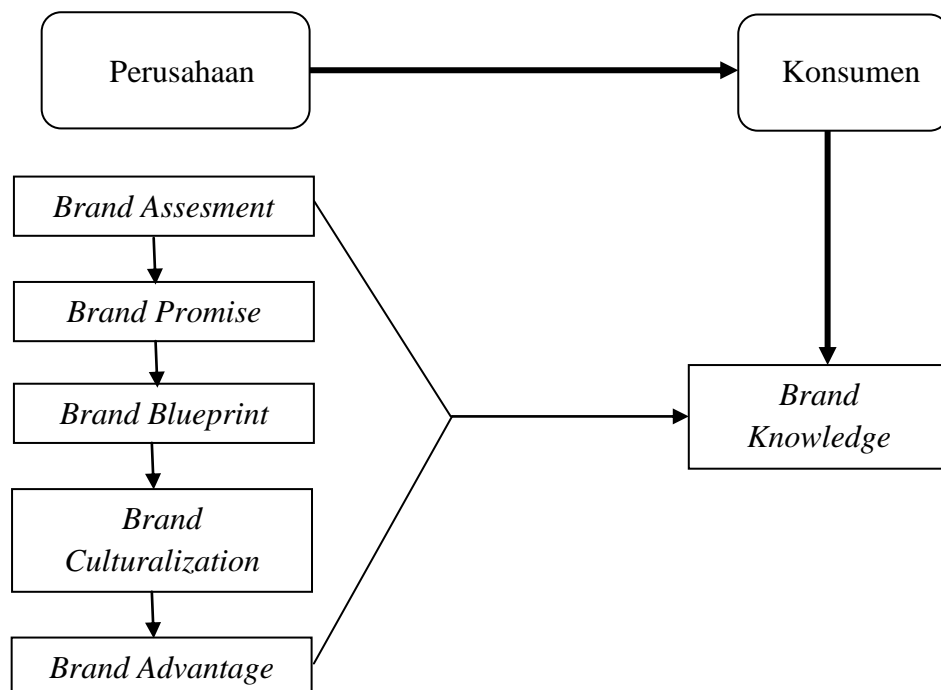 Perusahaan
Konsumen
Brand Assesment
Brand Promise
Brand Blueprint
Brand
Culturalization
Brand Advantage
Brand
Knowledge